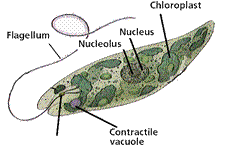 Chloroplast
Nucleus
Nucleolus
Flagellum
Contractile
vacuole